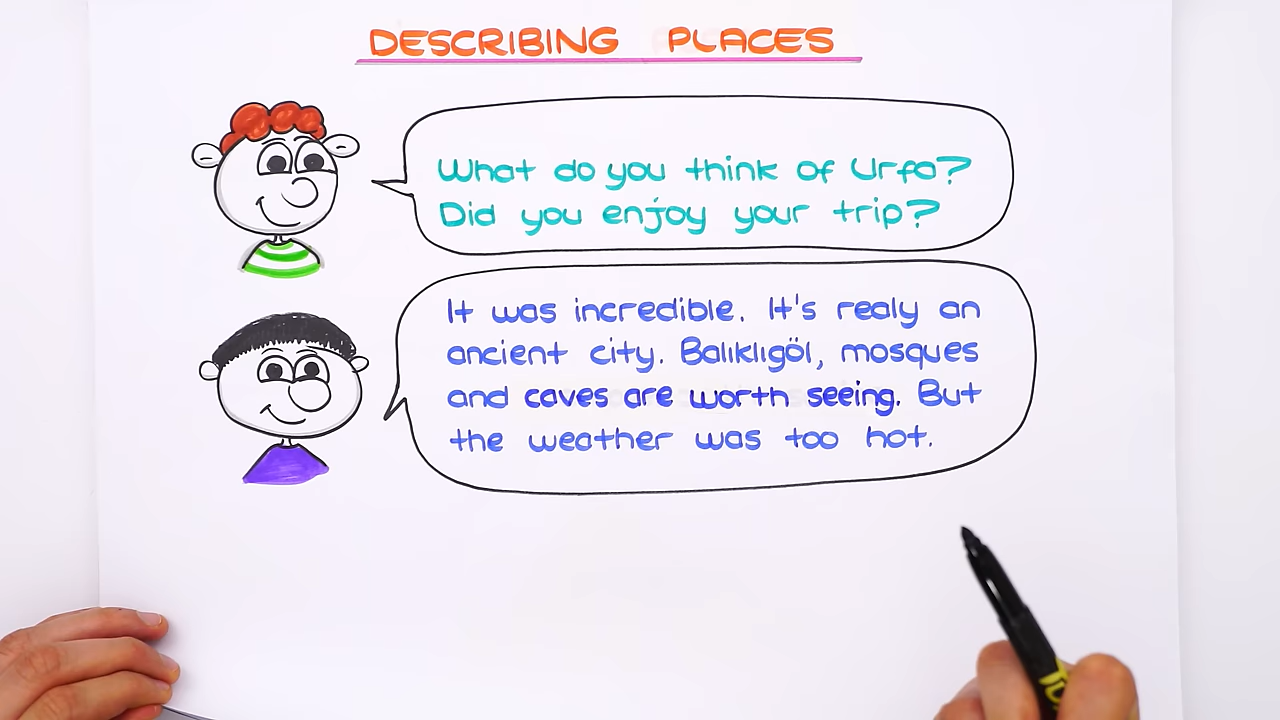 DESCRIBING PLACES
What do you think of Urfa?
Did you enjoy your trip?
It was incredible. It's realy an
ancient city. Balıklıgöl, mosques
and caves are worth seeing. But
the weather was too hot.